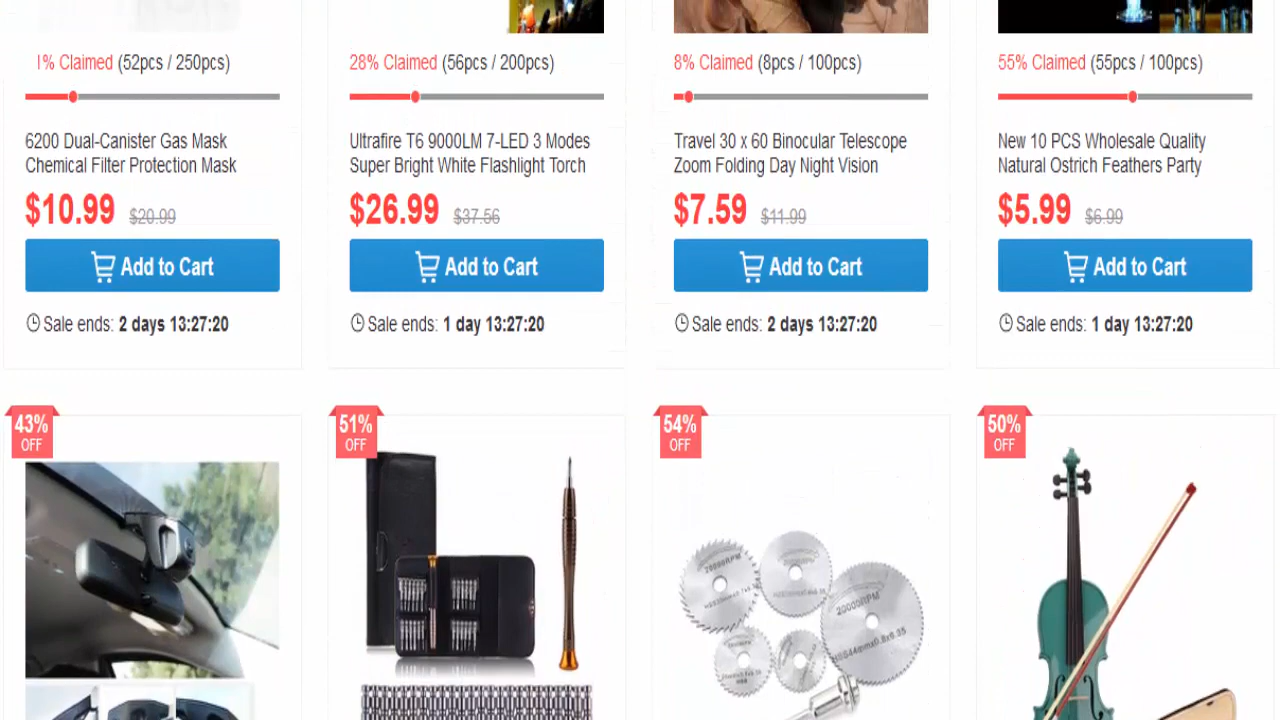 1% Claimed (52pcs / 250pcs)
28% Claimed (56pcs / 200pcs)
8% Claimed (8pcs / 100pcs)
55% Claimed (55pcs / 100pcs)
6200 Dual-Canister Gas Mask
Chemical Filter Protection Mask
Ultrafire T6 9000LM 7-LED 3 Modes
Super Bright White Flashlight Torch
Travel 30 x 60 Binocular Telescope
Zoom Folding Day Night Vision
New 10 PCS Wholesale Quality
Natural Ostrich Feathers Party
$10.99 $20.99
$26.99 $37.56
$7.59 $11.99
$5.99 $6.99
Add to Cart
Add to Cart
Add to Cart
Add to Cart
Sale ends: 2 days 13:27:20
Sale ends: 1 day 13:27:20
Sale ends: 2 days 13:27:20
Sale ends: 1 day 13:27:20
43%
OFF
51%
OFF
54%
OFF
50%
OFF
20000RPM
20000RPM